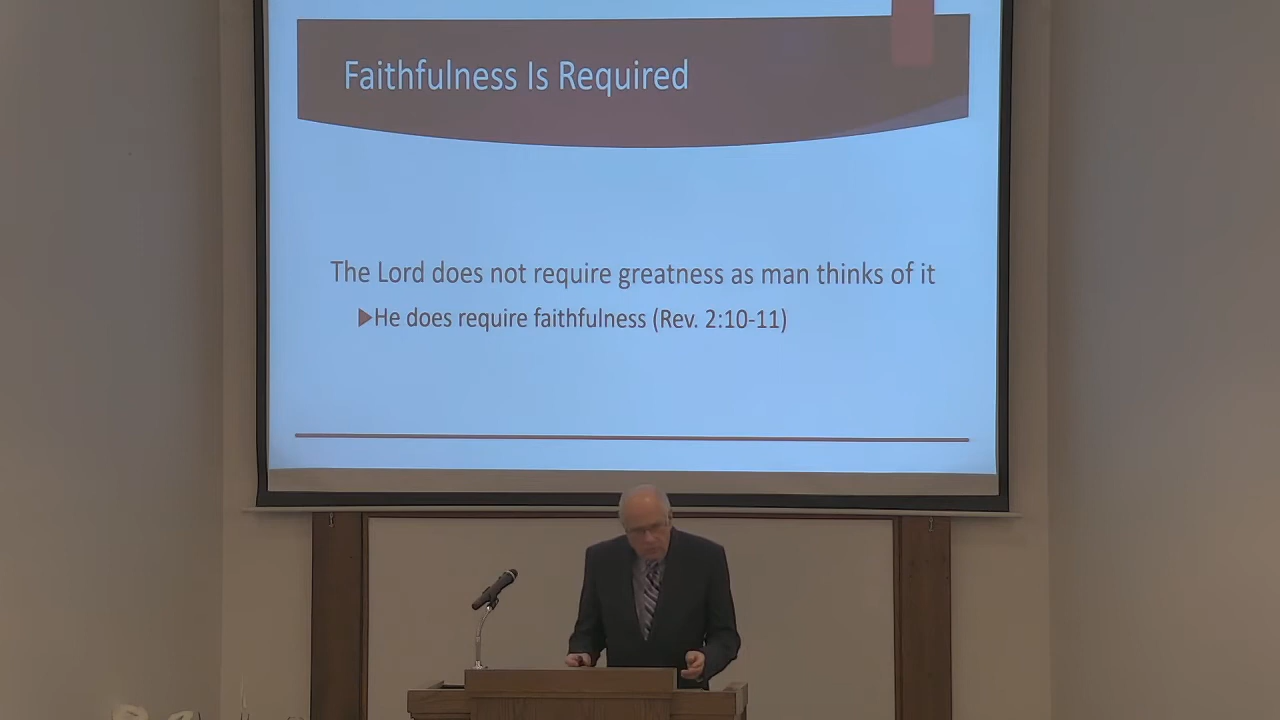 Faithfulness Is Required
The Lord does not require greatness as man thinks of it
He does require faithfulness (Rev. 2:10-11)